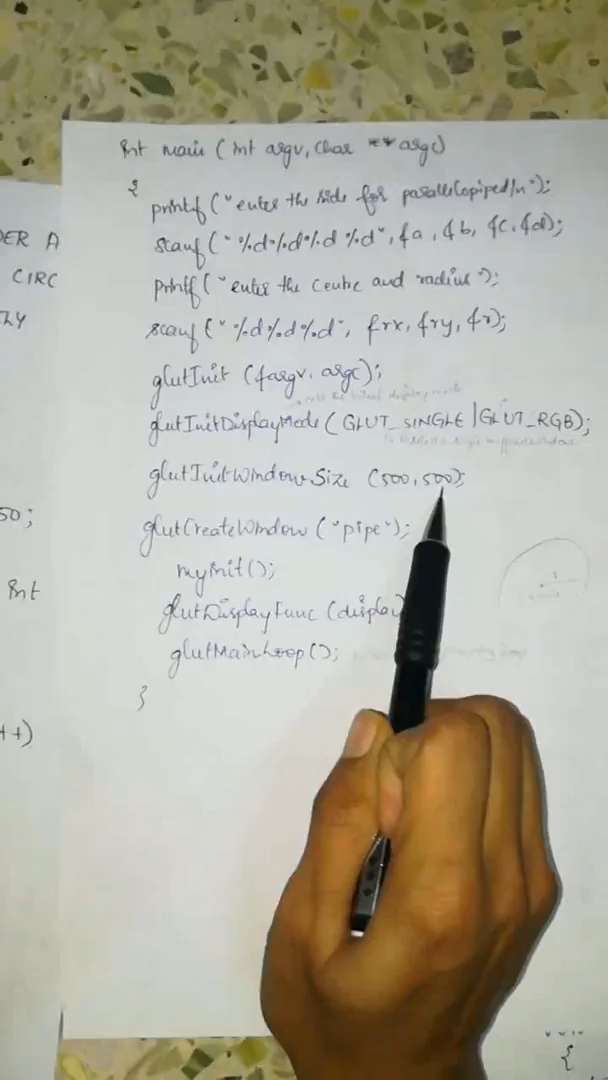 int main (int argv, char ** argc)
{
printf("enter the side for parallelopiped/n");
scanf("%d%d%d%d", &a, &b, &c, &d);
printf("enter the centre and radius");
scanf("%d%d%d", &rx, &ry, &r);
glutInit (&argv, argc);
glutInitDisplayMode (GLUT_SINGLE | GLUT_RGB);
glutInitWindowSize (500,500);
glutCreateWindow ("pipe");
myinit();
glutDisplayFunc (display
glutMainLoop();
}
DER A
CIRC
50;
int
++)
{